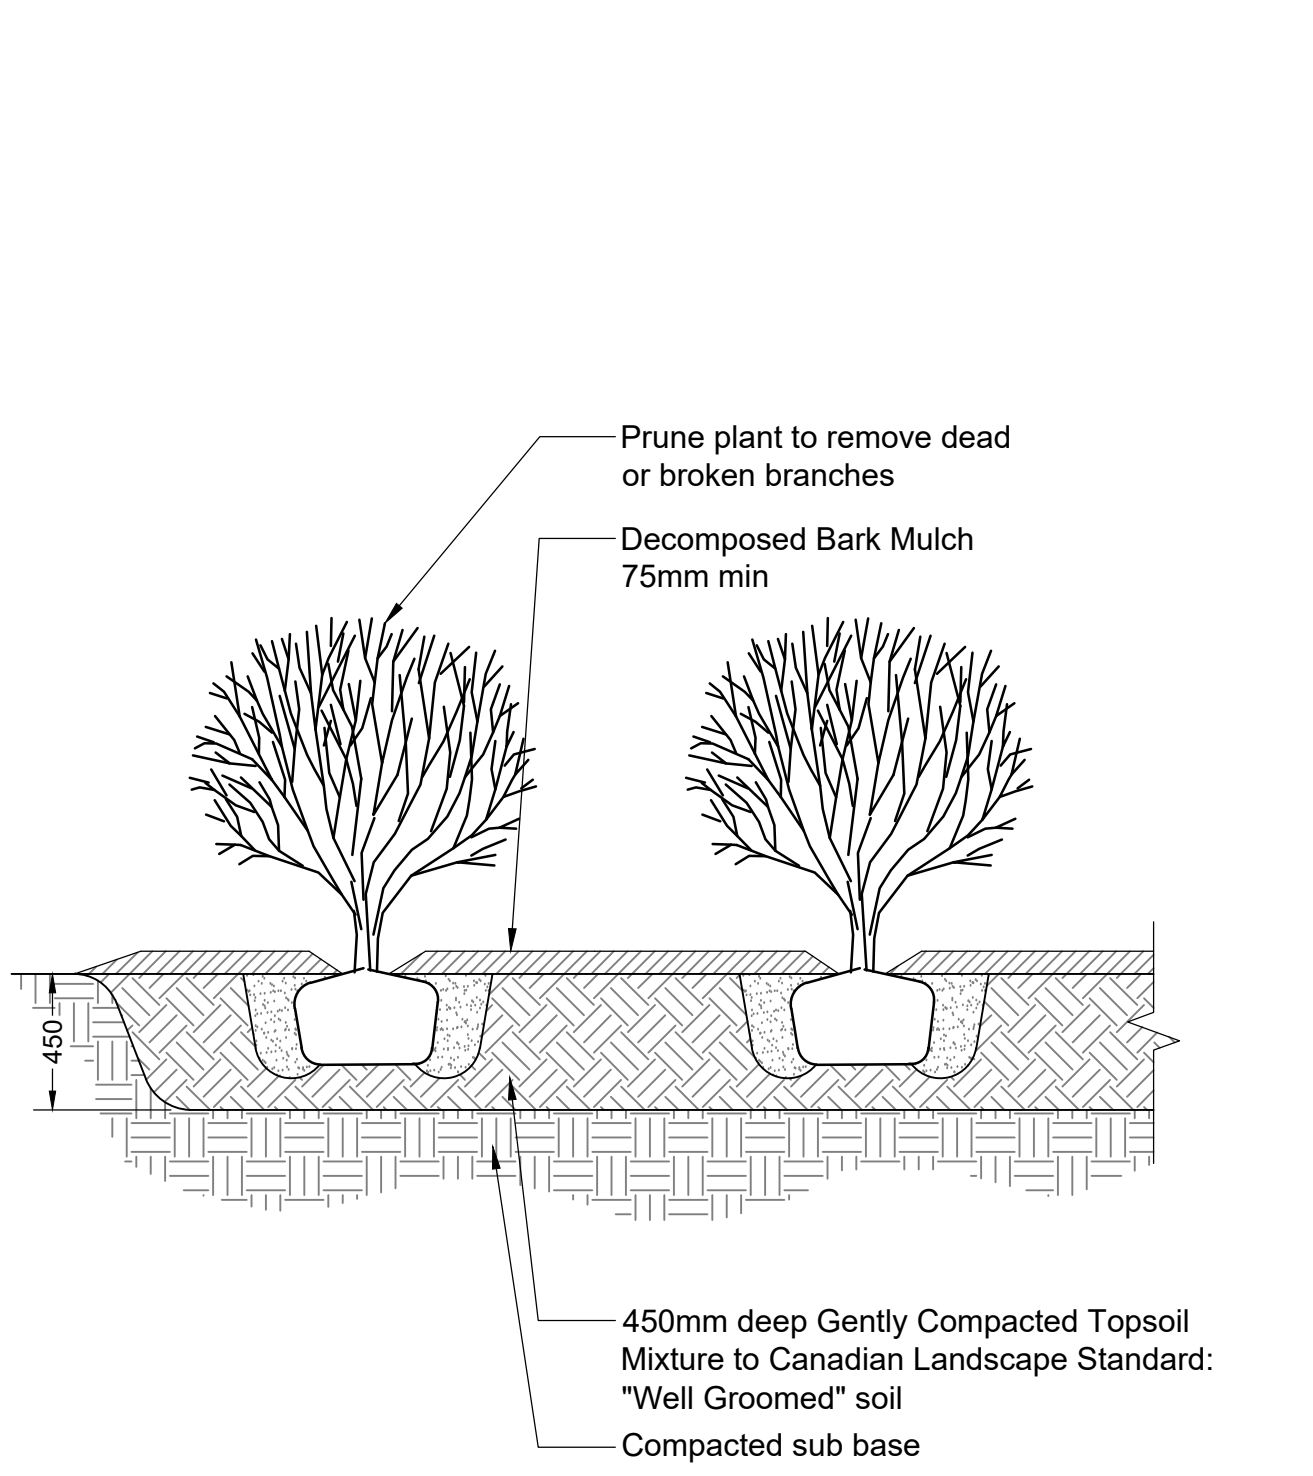 Prune plant to remove dead
or broken branches
Decomposed Bark Mulch
75mm min
450
450mm deep Gently Compacted Topsoil
Mixture to Canadian Landscape Standard:
"Well Groomed" soil
Compacted sub base